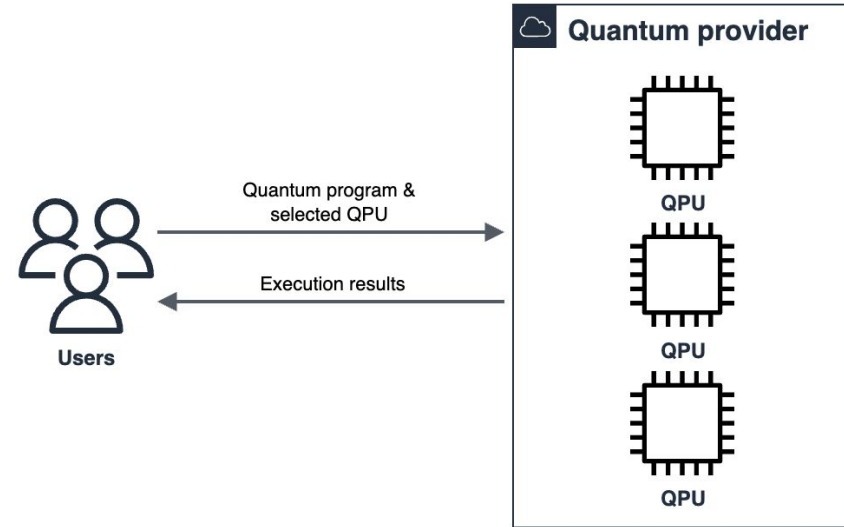 Quantum provider
QPU
Quantum program &
selected QPU
QPU
Execution results
Users
QPU